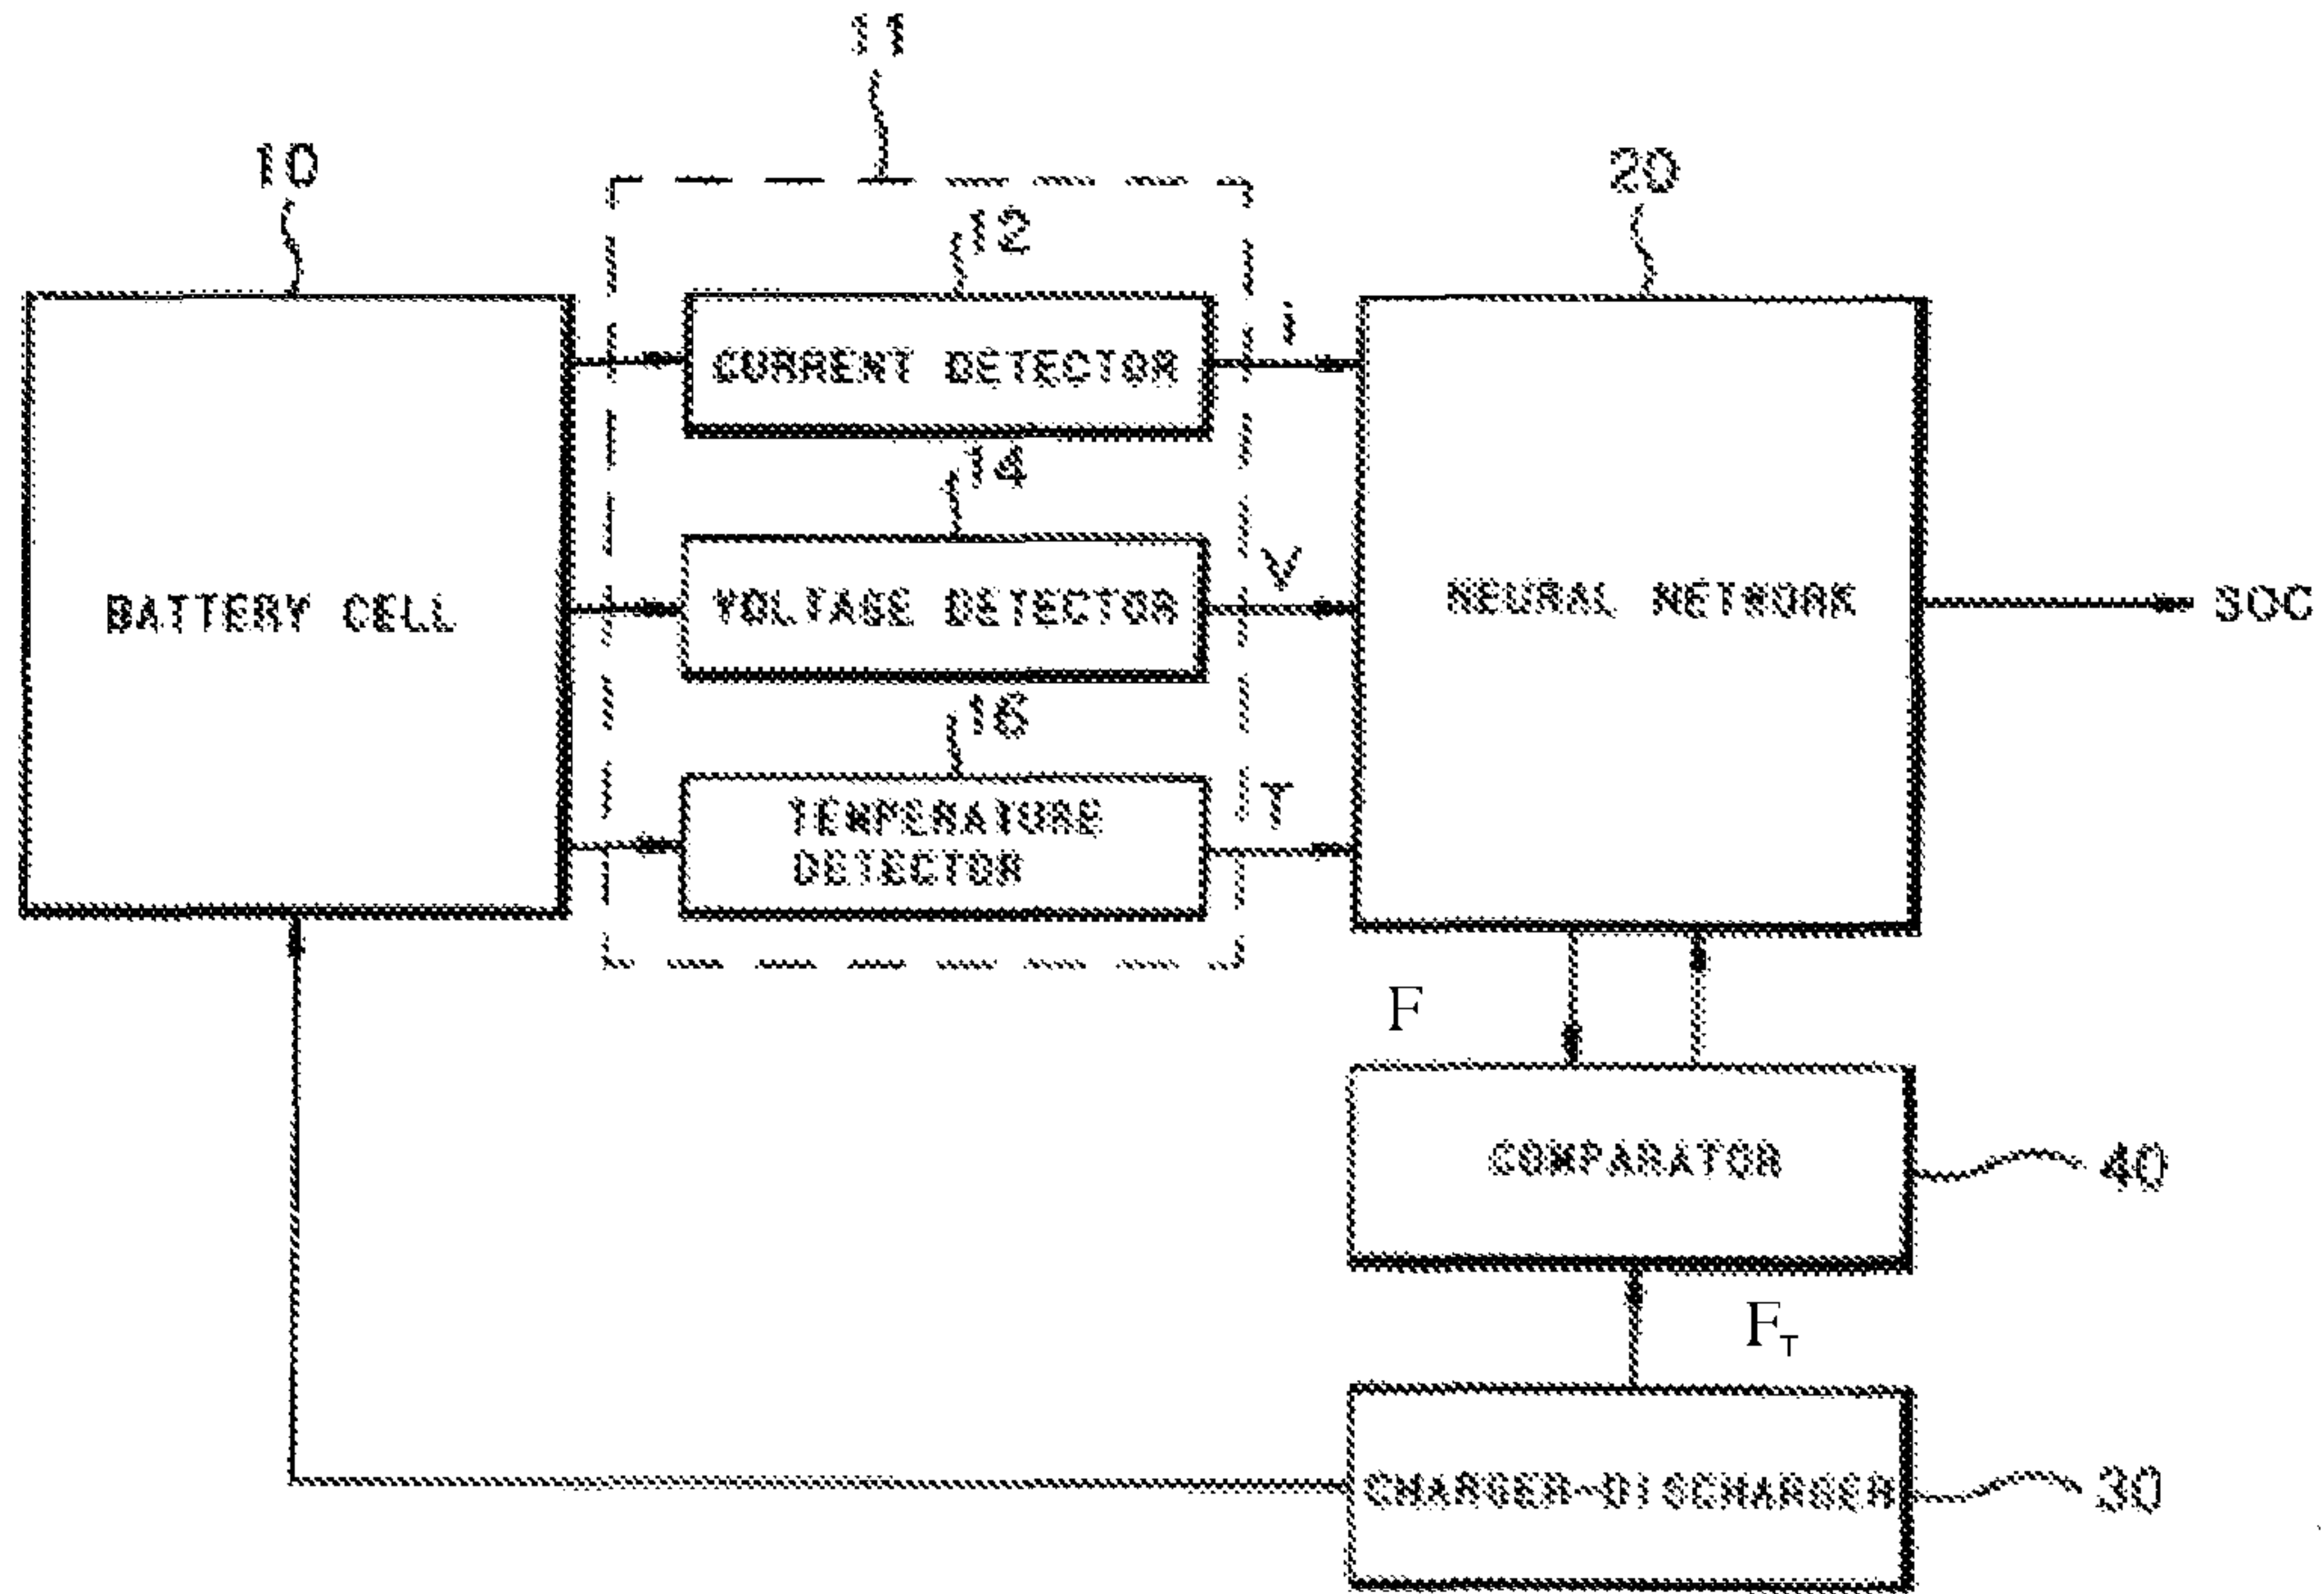 11
10
20
12
CURRENT DETECTOR
14
BATTERY CELL
VOLTAGE DETECTOR
V
NEURAL NETWORK
SOC
16
TEMPERATURE
DETECTOR
T
F
COMPARATOR
40
F_T
CHARGER-DISCHARGER
30